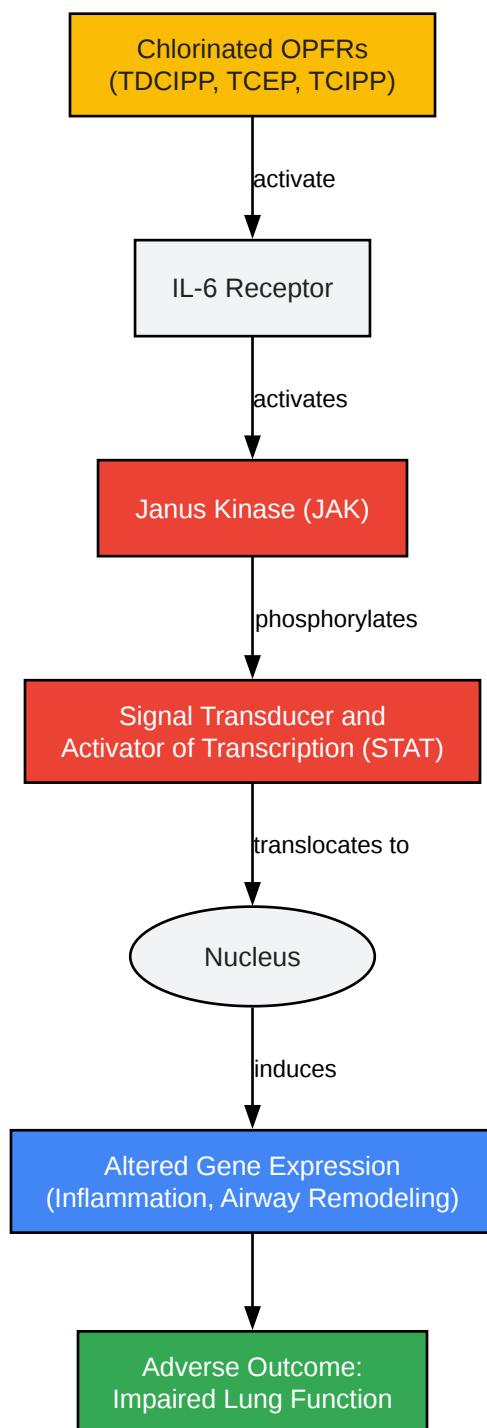 Chlorinated OPFRs
(TDCIPP, TCEP, TCIPP)
activate
IL-6 Receptor
activates
Janus Kinase (JAK)
phosphorylates
Signal Transducer and
Activator of Transcription (STAT)
translocates to
Nucleus
induces
Altered Gene Expression
(Inflammation, Airway Remodeling)
Adverse Outcome:
Impaired Lung Function